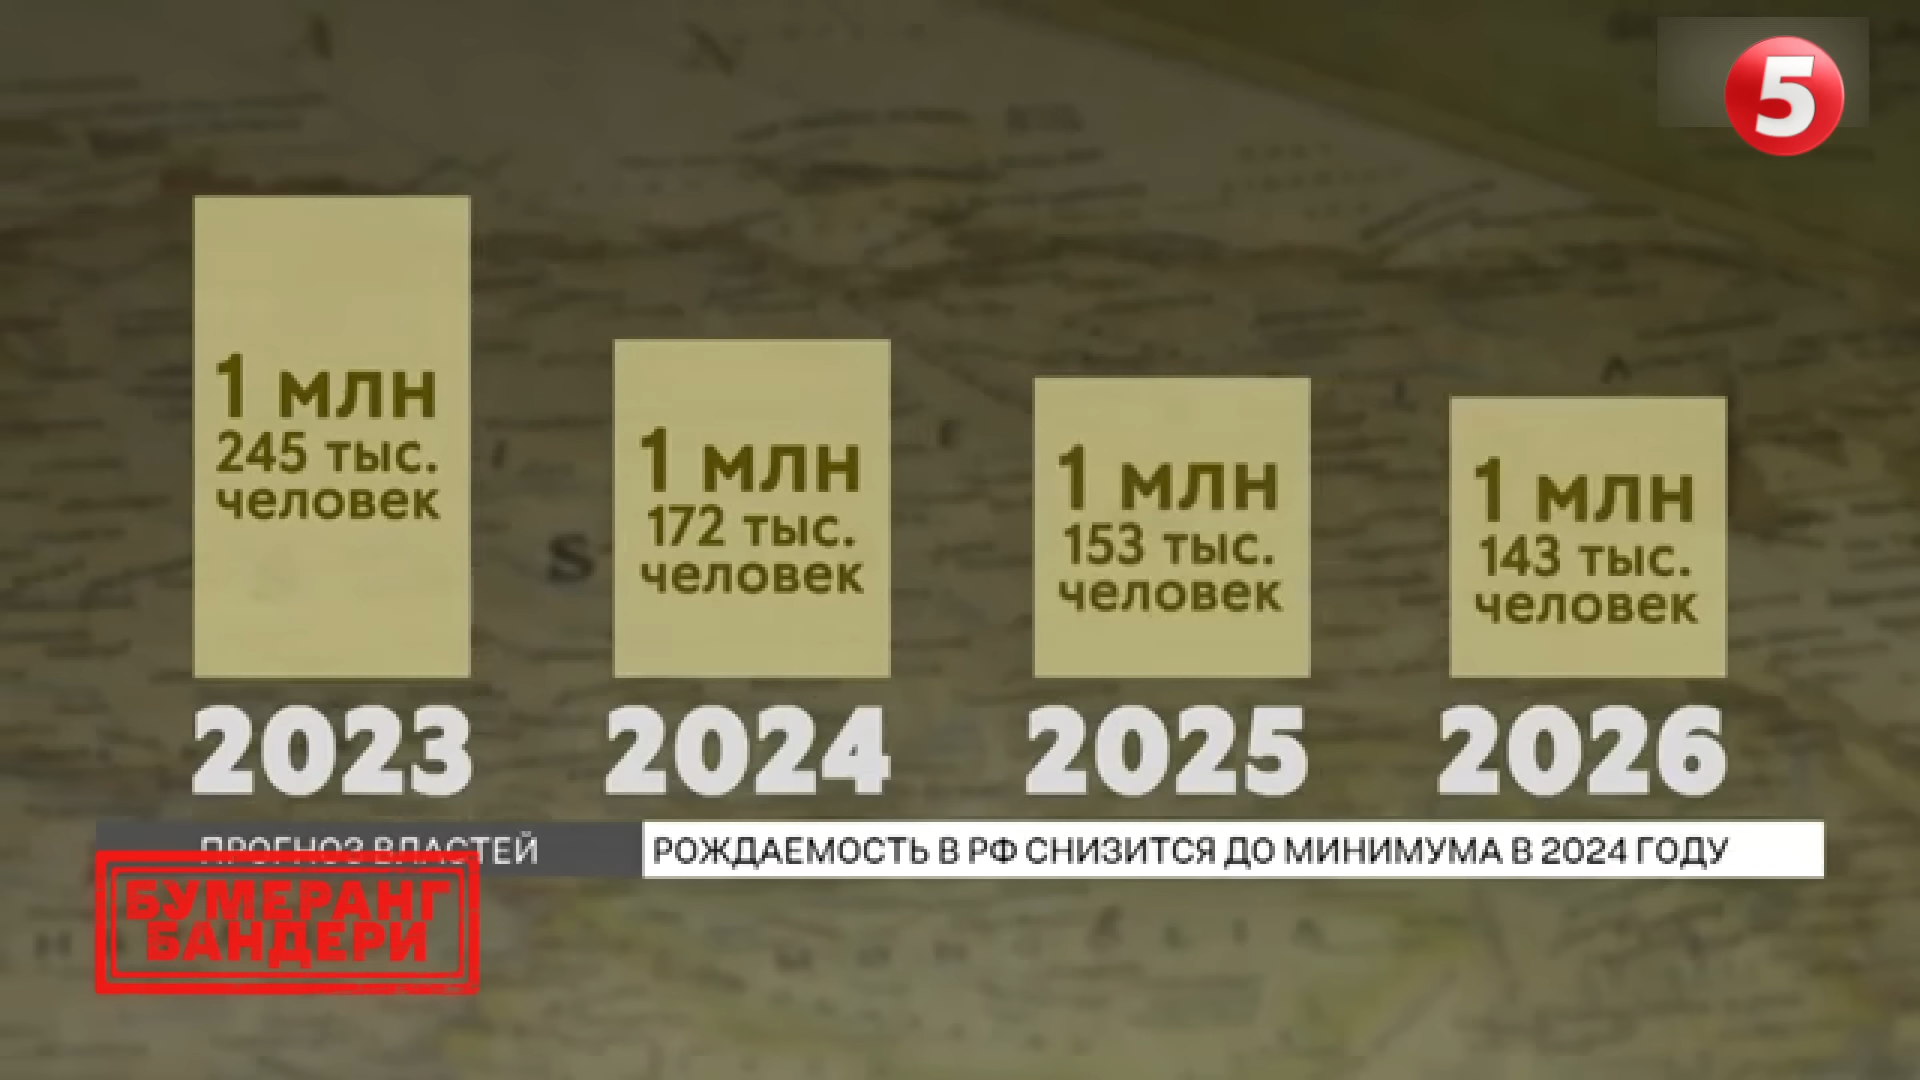 5
1 млн
245 тыс.
человек
1 млн
172 тыс.
человек
1 млн
153 тыс.
человек
1 млн
143 тыс.
человек
2023
2024
2025
2026
ПРОГНОЗ ВЛАСТЕЙ
РОЖДАЕМОСТЬ В РФ СНИЗИТСЯ ДО МИНИМУМА В 2024 ГОДУ
БУМЕРАНГ
БАНДЕРИ